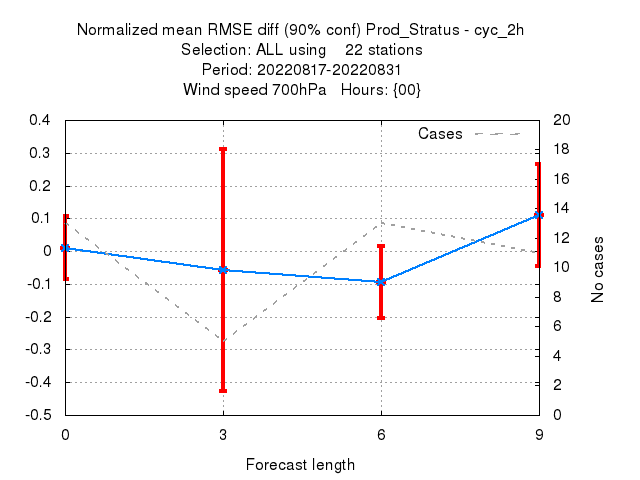 Normalized mean RMSE diff (90% conf) Prod_Stratus - cyc_2h
Selection: ALL using    22 stations
Period: 20220817-20220831
Wind speed 700hPa   Hours: {00}
Cases
0.4
0.3
0.2
0.1
0
-0.1
-0.2
-0.3
-0.4
-0.5
20
18
16
14
12
10
8
6
4
2
0
No cases
0 3 6 9
Forecast length